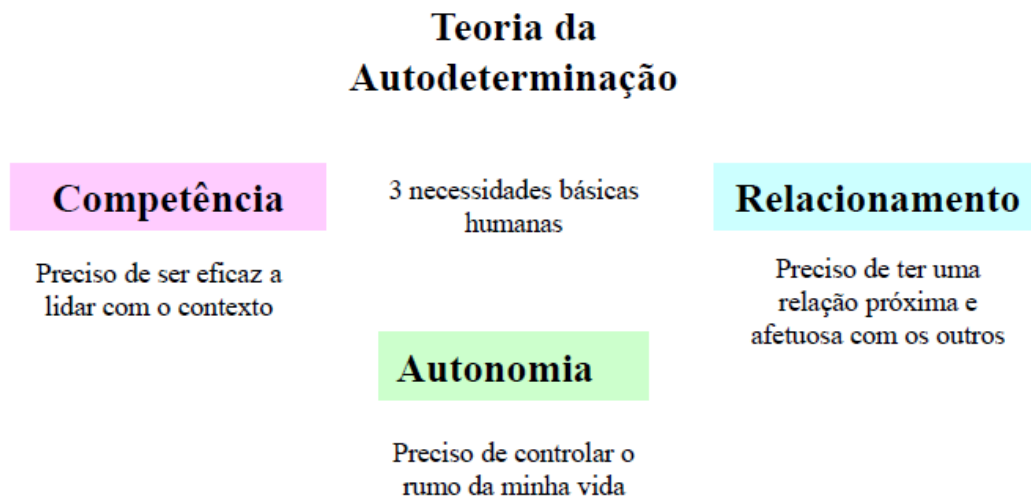 Teoria da
Autodeterminação
Competência
3 necessidades básicas
humanas
Relacionamento
Preciso de ser eficaz a
lidar com o contexto
Preciso de ter uma
relação próxima e
afetuosa com os outros
Autonomia
Preciso de controlar o
rumo da minha vida